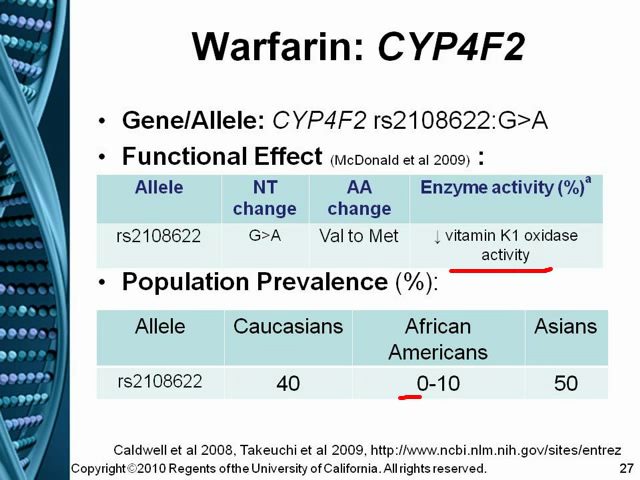 Warfarin: CYP4F2
• Gene/Allele: CYP4F2 rs2108622:G>A
• Functional Effect (McDonald et al 2009) :
Allele NT change AA change Enzyme activity (%)a
rs2108622 G>A Val to Met ↓ vitamin K1 oxidase activity
• Population Prevalence (%):
Allele Caucasians African Americans Asians
rs2108622 40 0-10 50
Caldwell et al 2008, Takeuchi et al 2009, http://www.ncbi.nlm.nih.gov/sites/entrez
Copyright ©2010 Regents of the University of California. All rights reserved. 27